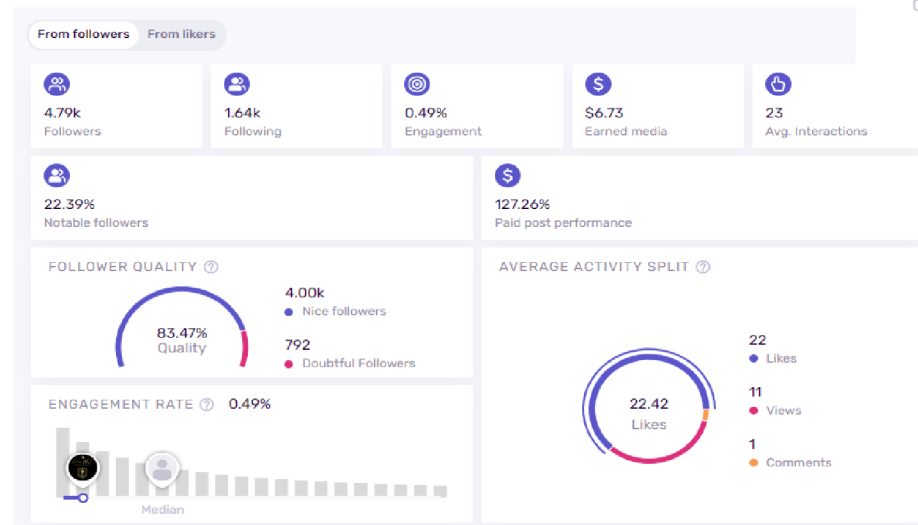 From followers From likers
4.79k
Followers
1.64k
Following
0.49%
Engagement
$6.73
Earned media
23
Avg. Interactions
22.39%
Notable followers
127.26%
Paid post performance
FOLLOWER QUALITY ?
83.47%
Quality
4.00k
Nice followers
792
Doubtful Followers
AVERAGE ACTIVITY SPLIT ?
22.42
Likes
22
Likes
11
Views
1
Comments
ENGAGEMENT RATE ? 0.49%
Median